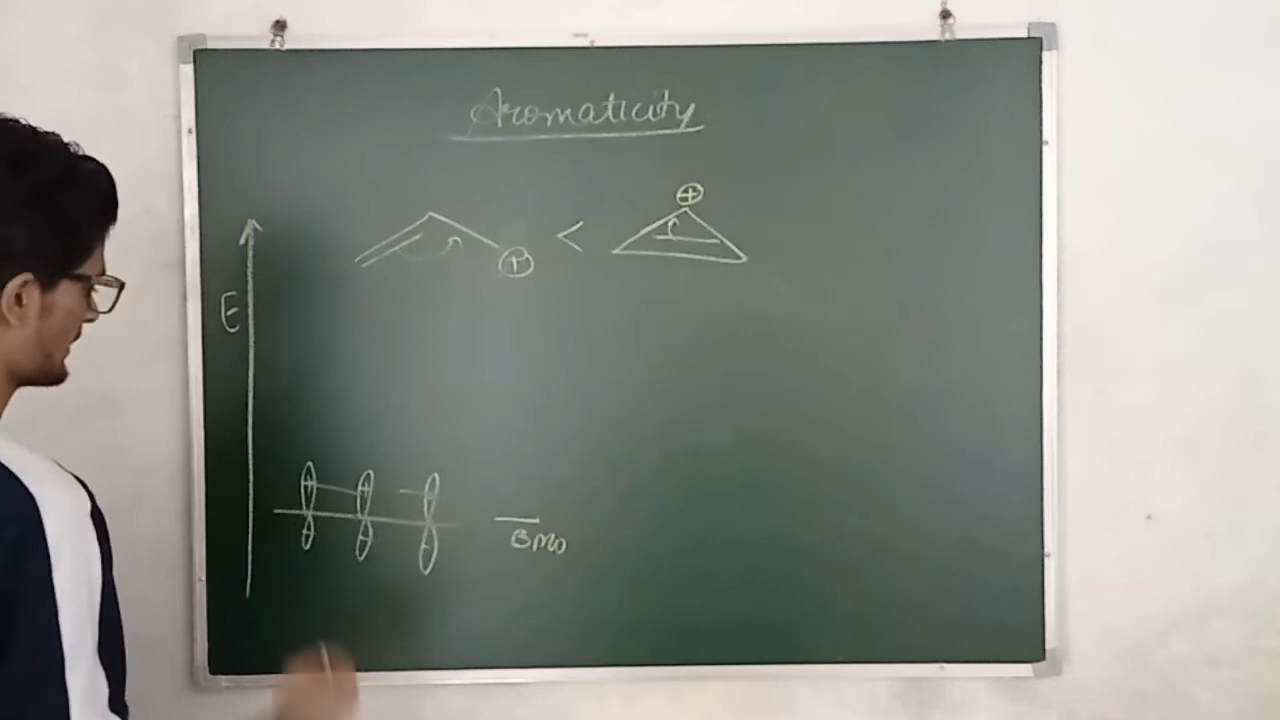 Aromaticity
⊕
< 
⊕
E
+ +
BMO